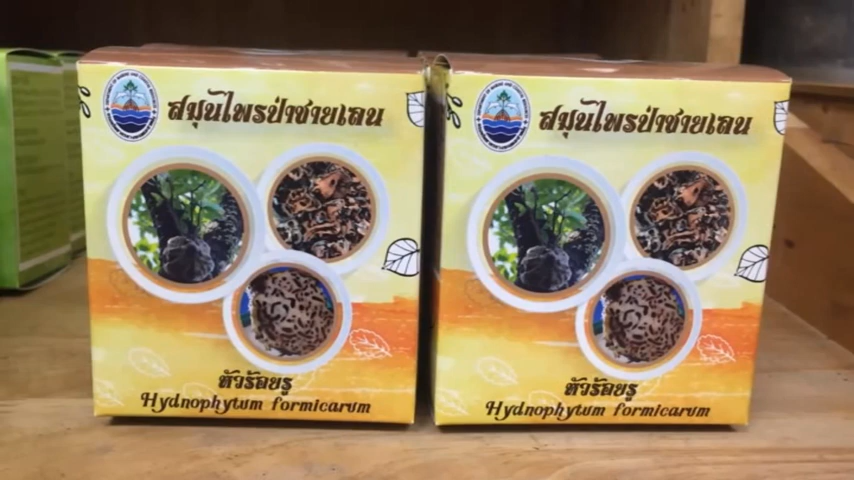 สมุนไพรป่าชายเลน
หัวร้อยรู
Hydnophytum formicarum
สมุนไพรป่าชายเลน
หัวร้อยรู
Hydnophytum formicarum